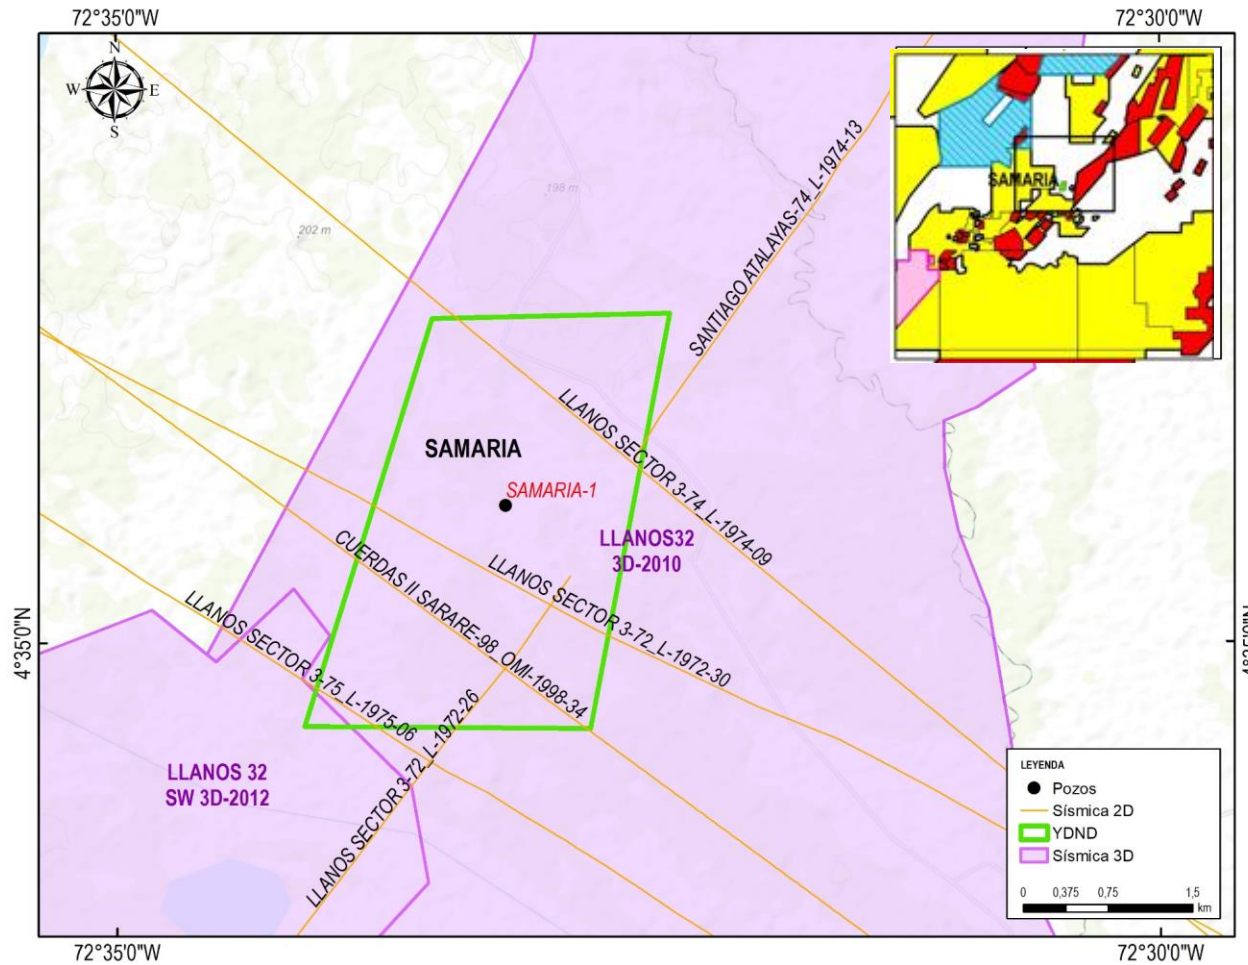 72°35'0"W
72°30'0"W
N
W
E
S
198 m
202 m
SAMARIA
SANTIAGO ATALAYAS-74_L-1974-13
SAMARIA
SAMARIA-1
LLANOS SECTOR 3-74_L-1974-09
LLANOS32
3D-2010
CUERDAS II SARARE-98_OMI-1998-34
LLANOS SECTOR 3-72_L-1972-30
LLANOS SECTOR 3-75_L-1975-06
LLANOS SECTOR 3-72_L-1972-26
4°35'0"N
LLANOS 32
SW 3D-2012
LEYENDA
Pozos
Sísmica 2D
YDND
Sísmica 3D
0 0,375 0,75 1,5
km
72°35'0"W
72°30'0"W